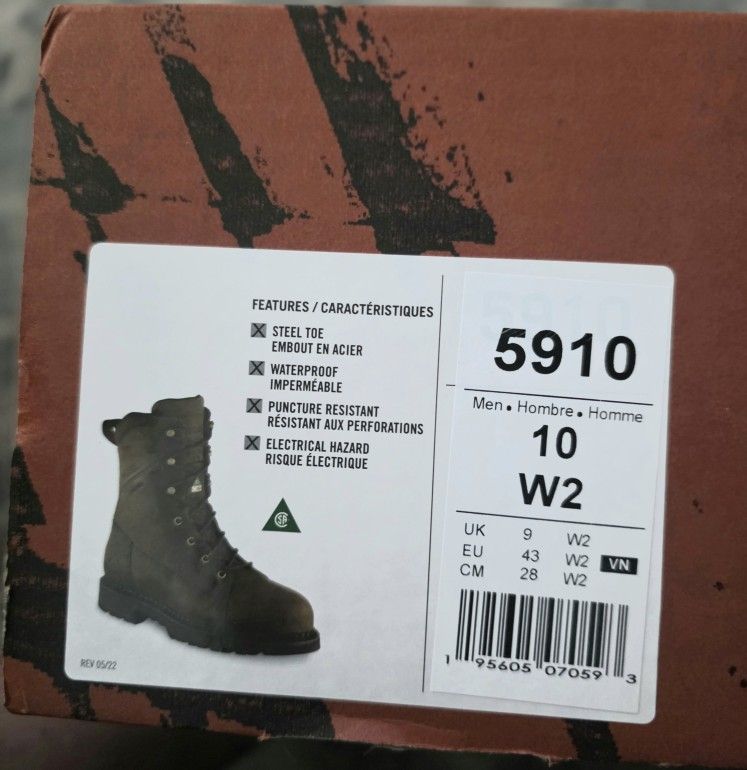 FEATURES / CARACTÉRISTIQUES
STEEL TOE
EMBOUT EN ACIER
WATERPROOF
IMPERMÉABLE
PUNCTURE RESISTANT
RÉSISTANT AUX PERFORATIONS
ELECTRICAL HAZARD
RISQUE ÉLECTRIQUE
REV 05/22
5910
Men • Hombre • Homme
10
W2
UK 9 W2
EU 43 W2 VN
CM 28 W2
1 95605 07059 3